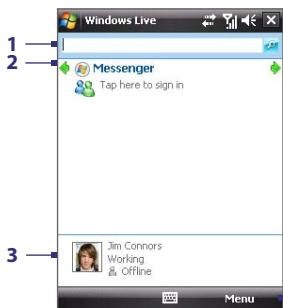 Windows Live
1
2
Messenger
Tap here to sign in
3
Jim Connors
Working
Offline
Menu